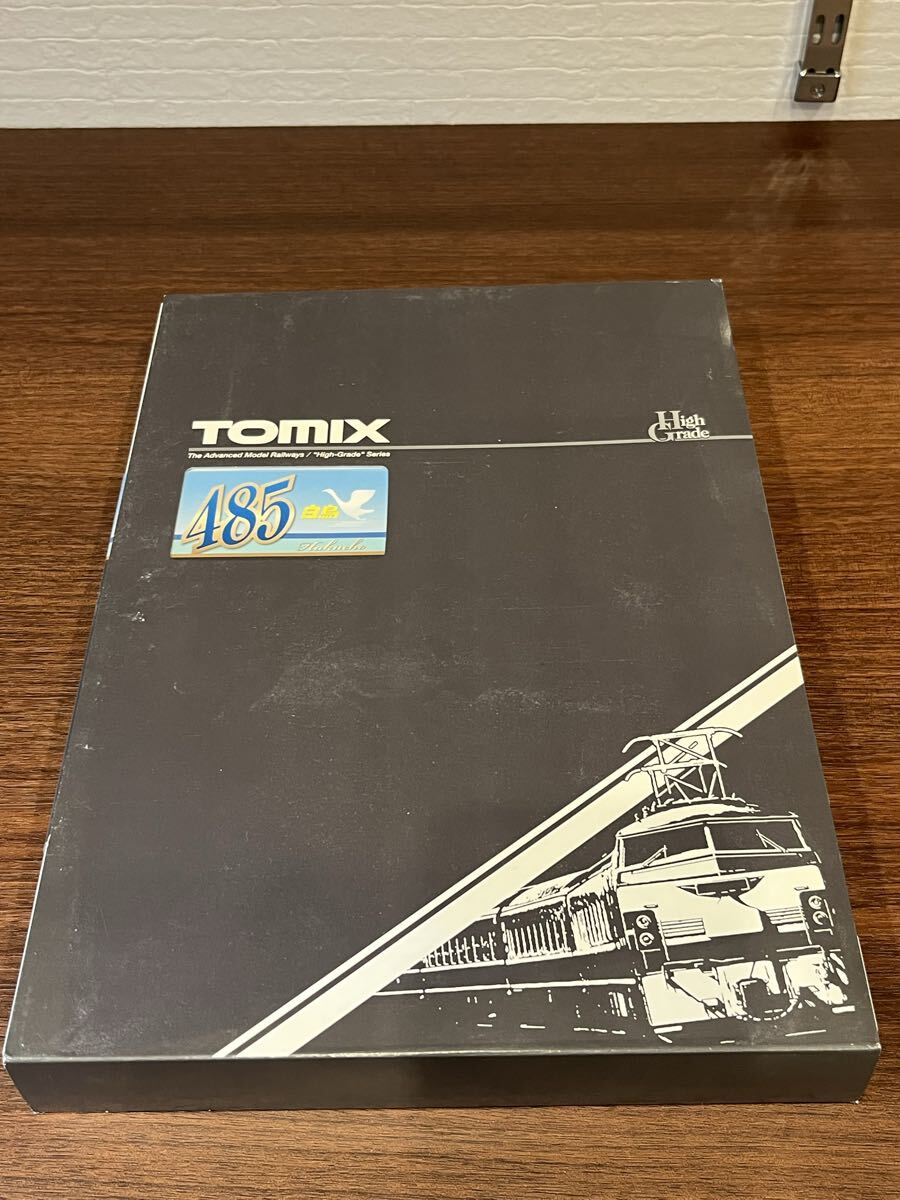 TOMIX
High
Grade
The Advanced Model Railways / "High-Grade" Series
485 白鳥
Hakucho